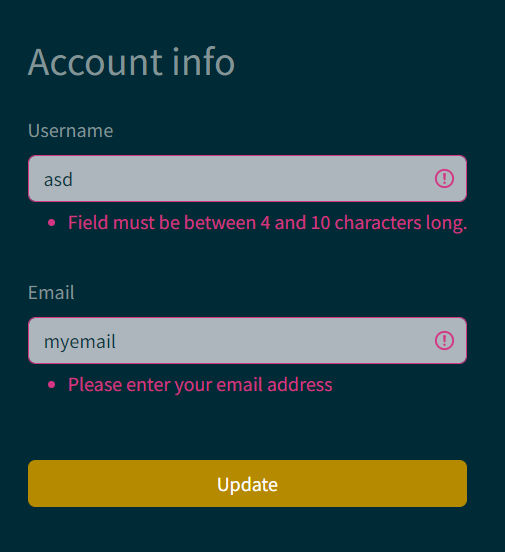 Account info
Username
asd
Field must be between 4 and 10 characters long.
Email
myemail
Please enter your email address
Update